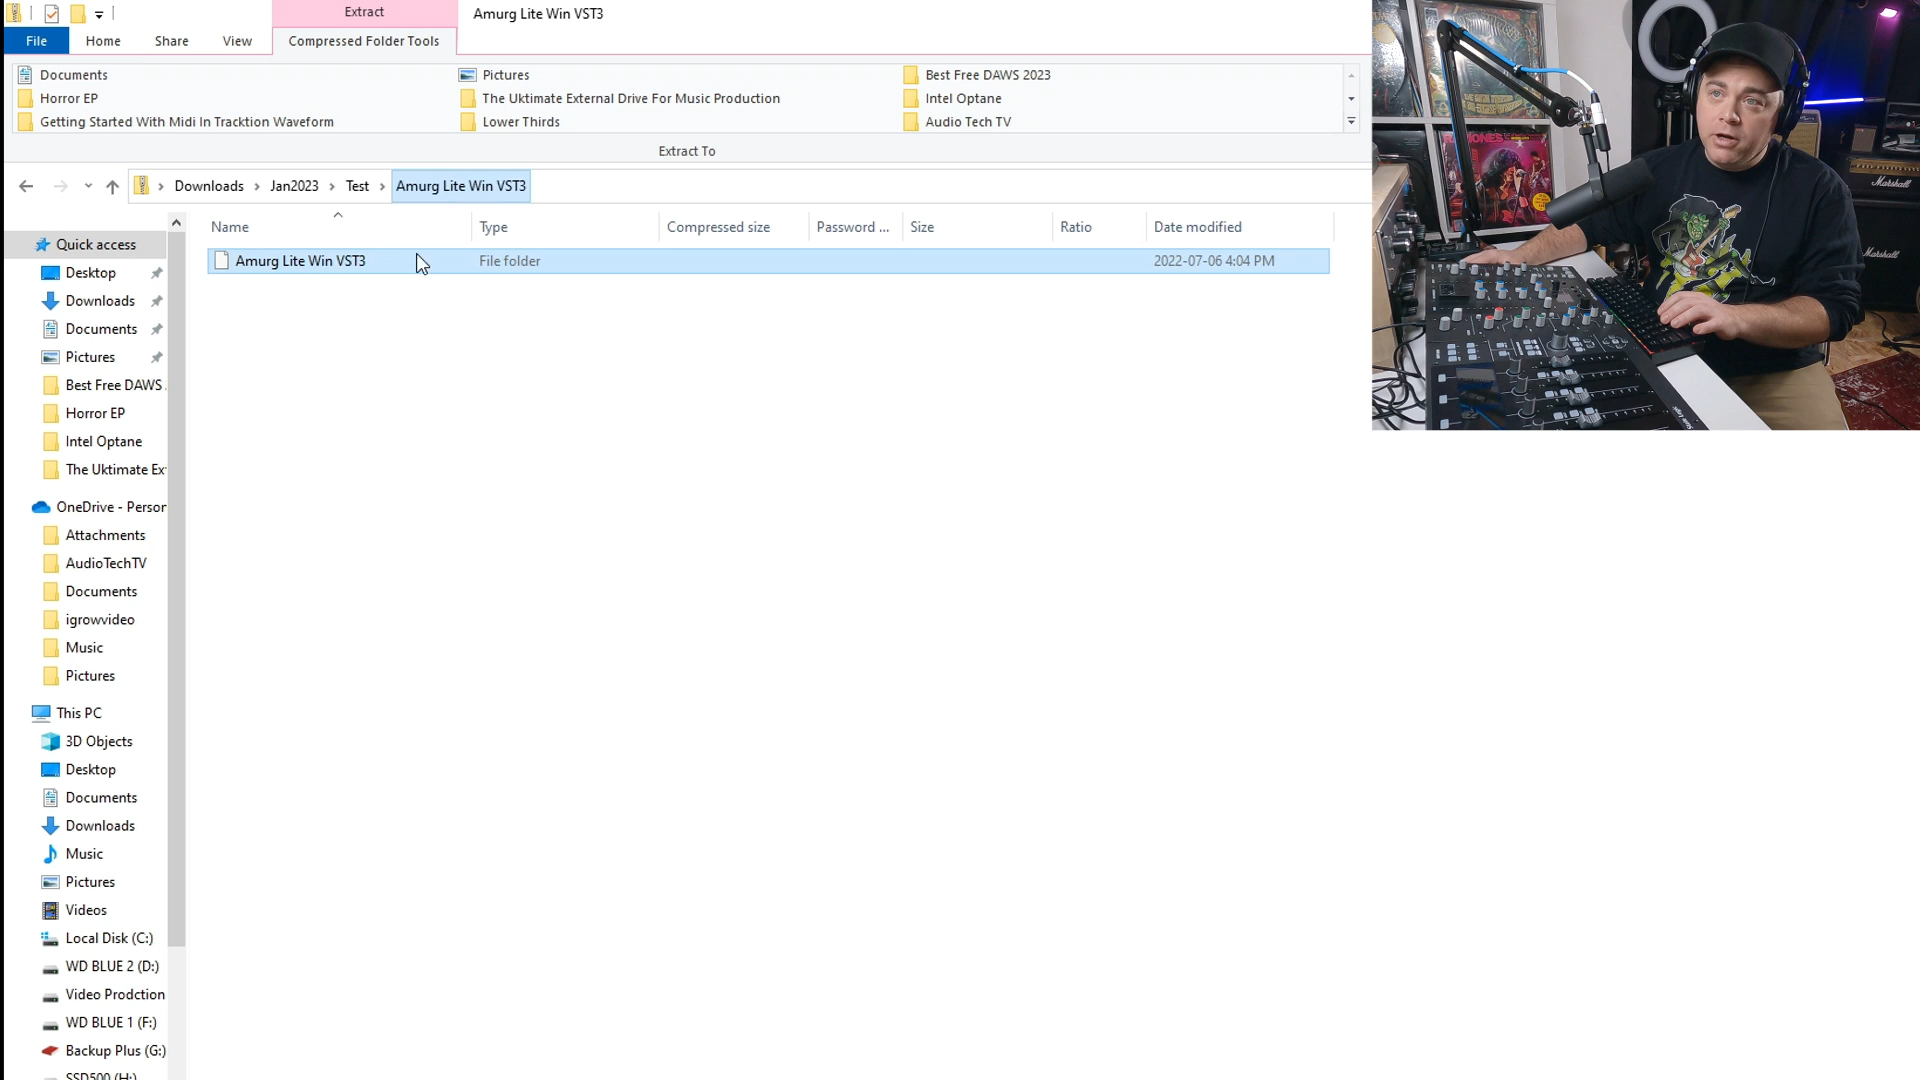 Extract
Amurg Lite Win VST3
File
Home
Share
View
Compressed Folder Tools
Documents
Pictures
Best Free DAWS 2023
Horror EP
The Uktimate External Drive For Music Production
Intel Optane
Getting Started With Midi In Tracktion Waveform
Lower Thirds
Audio Tech TV
Extract To
Downloads
Jan2023
Test
Amurg Lite Win VST3
Name
Type
Compressed size
Password ...
Size
Ratio
Date modified
Amurg Lite Win VST3
File folder
2022-07-06 4:04 PM
Quick access
Desktop
Downloads
Documents
Pictures
Best Free DAWS
Horror EP
Intel Optane
The Uktimate Ex
OneDrive - Person
Attachments
AudioTechTV
Documents
igrowvideo
Music
Pictures
This PC
3D Objects
Desktop
Documents
Downloads
Music
Pictures
Videos
Local Disk (C:)
WD BLUE 2 (D:)
Video Prodction
WD BLUE 1 (F:)
Backup Plus (G:)
SSD500 (H:)
RAMONES
Marshall
Marshall